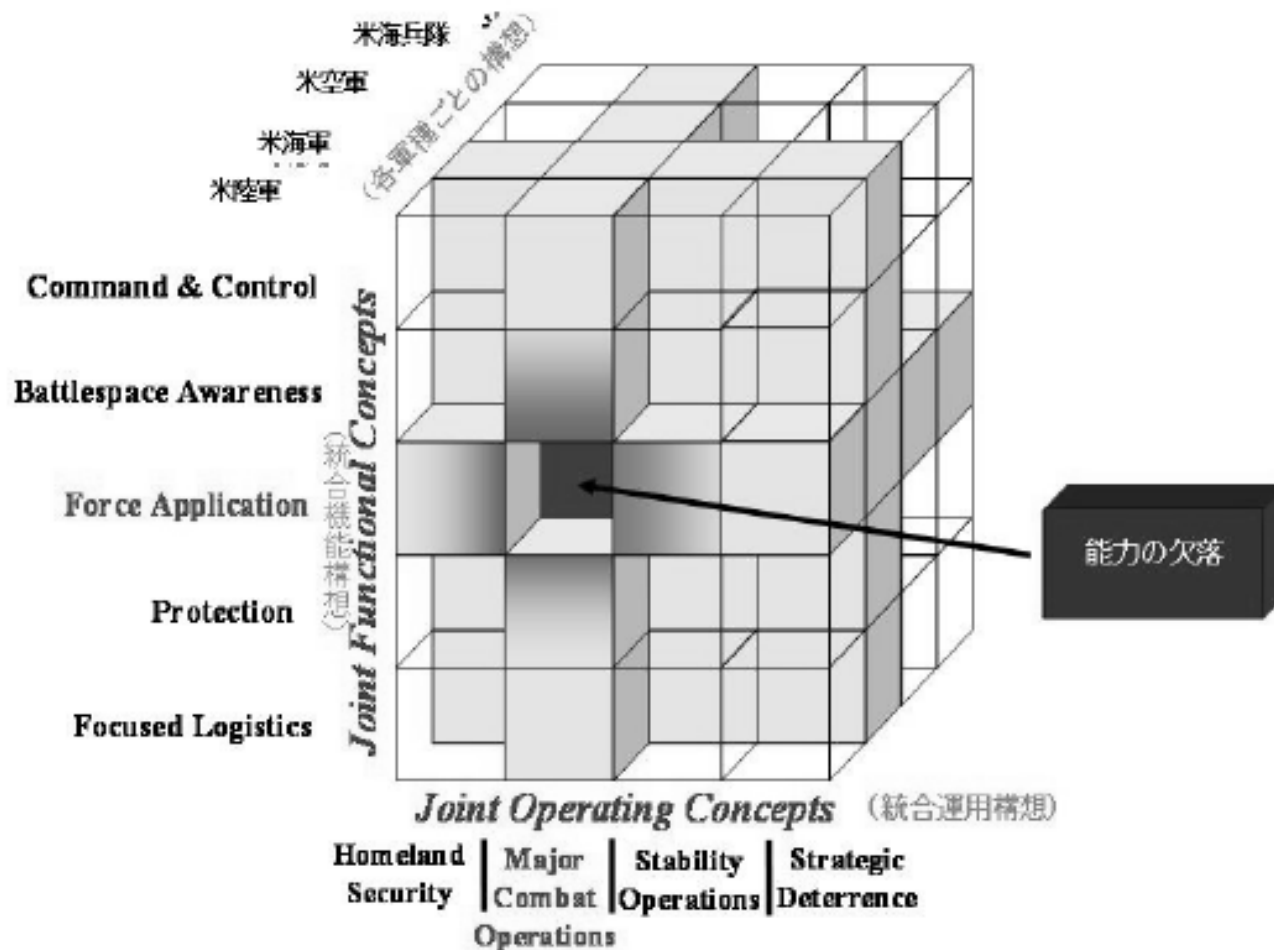 米海兵隊
米空軍
米海軍
米陸軍
（各軍種ごとの構想）
Command & Control
Battlespace Awareness
Force Application
Protection
Focused Logistics
Joint Functional Concepts
（統合機能構想）
能力の欠落
Joint Operating Concepts （統合運用構想）
Homeland
Security
Major
Combat
Operations
Stability
Operations
Strategic
Deterrence